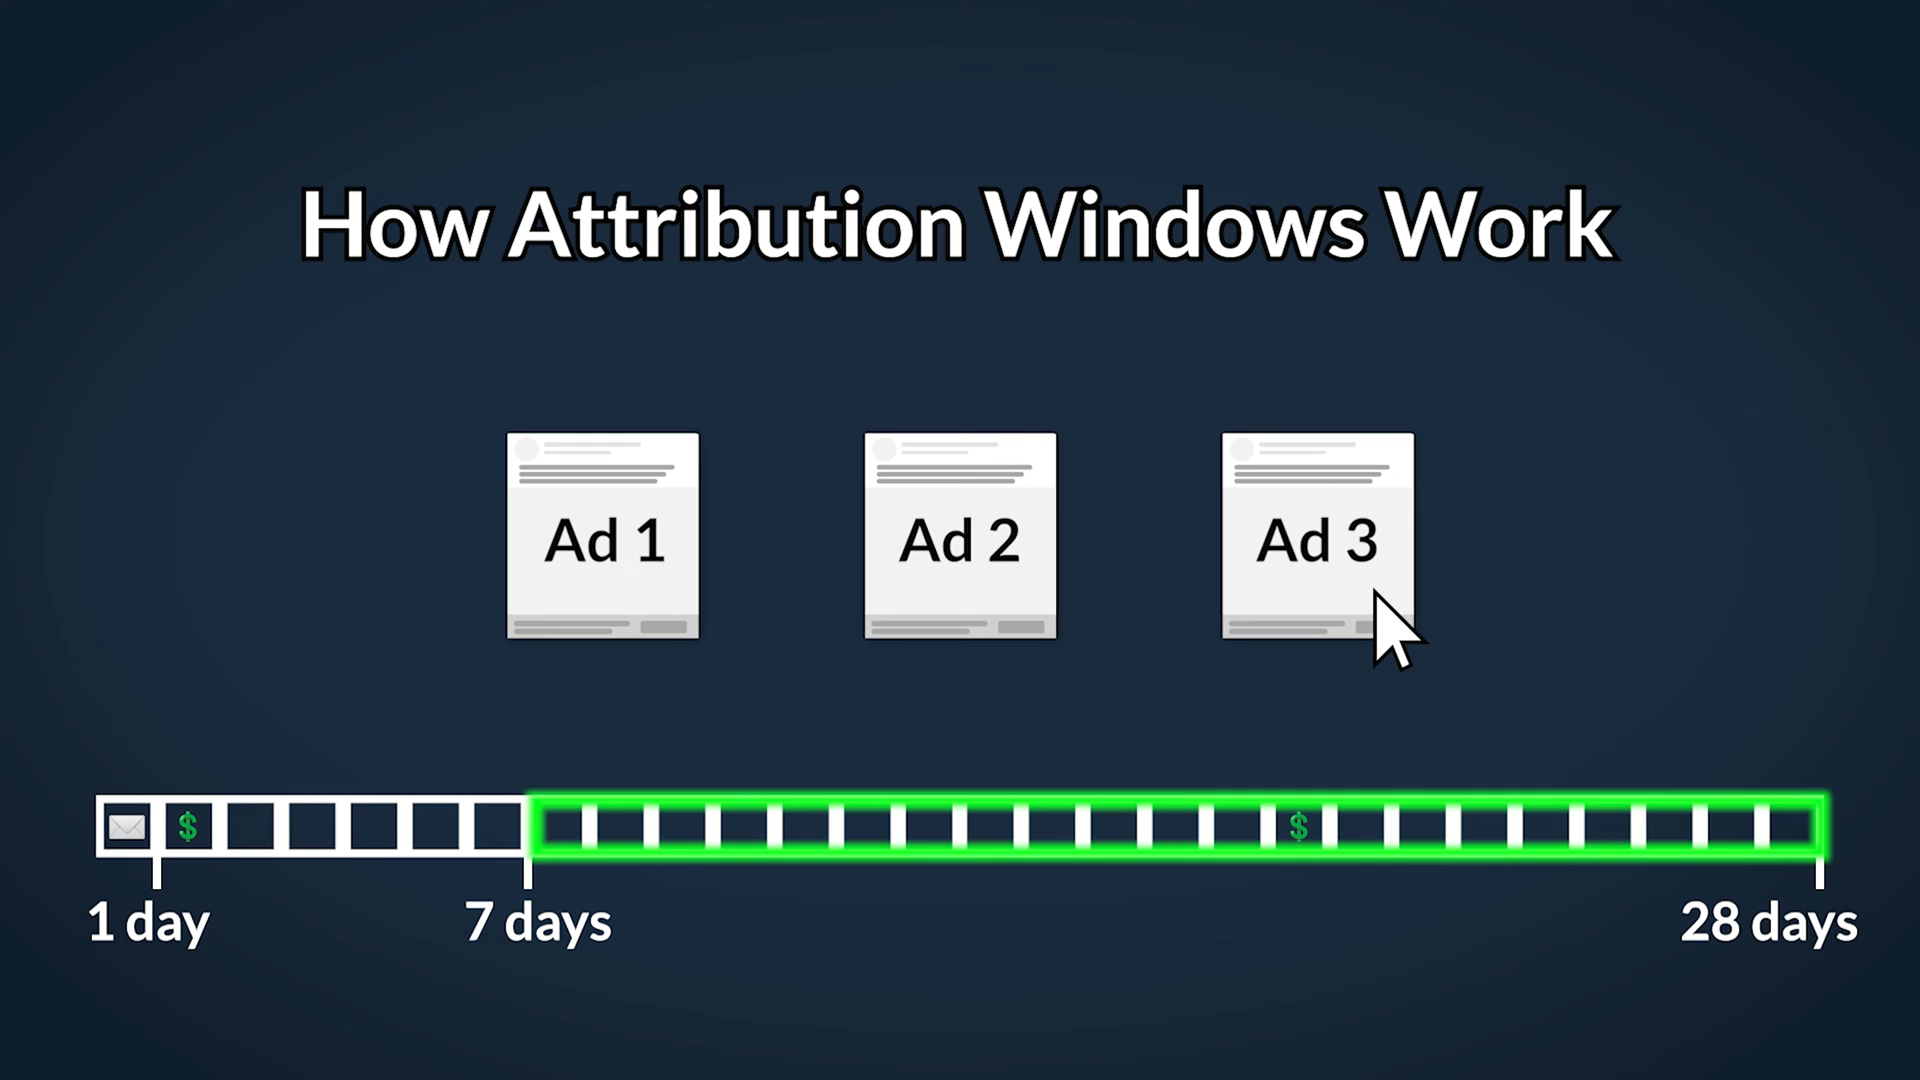 How Attribution Windows Work
Ad 1
Ad 2
Ad 3
$
$
1 day
7 days
28 days